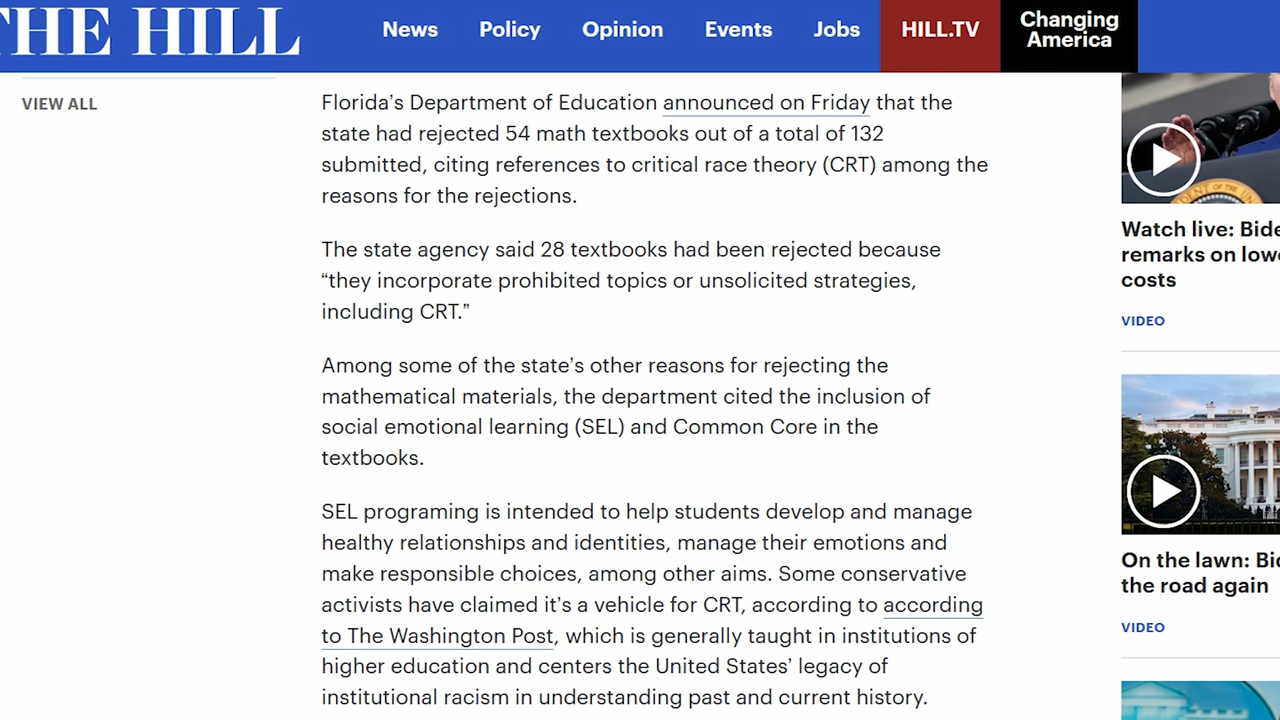 THE HILL
News
Policy
Opinion
Events
Jobs
HILL.TV
Changing
America
VIEW ALL
Florida's Department of Education announced on Friday that the
state had rejected 54 math textbooks out of a total of 132
submitted, citing references to critical race theory (CRT) among the
reasons for the rejections.
The state agency said 28 textbooks had been rejected because
“they incorporate prohibited topics or unsolicited strategies,
including CRT.”
Among some of the state's other reasons for rejecting the
mathematical materials, the department cited the inclusion of
social emotional learning (SEL) and Common Core in the
textbooks.
SEL programing is intended to help students develop and manage
healthy relationships and identities, manage their emotions and
make responsible choices, among other aims. Some conservative
activists have claimed it's a vehicle for CRT, according to according
to The Washington Post, which is generally taught in institutions of
higher education and centers the United States' legacy of
institutional racism in understanding past and current history.
Watch live:
remarks on
costs
VIDEO
On the lawn:
the road again
VIDEO